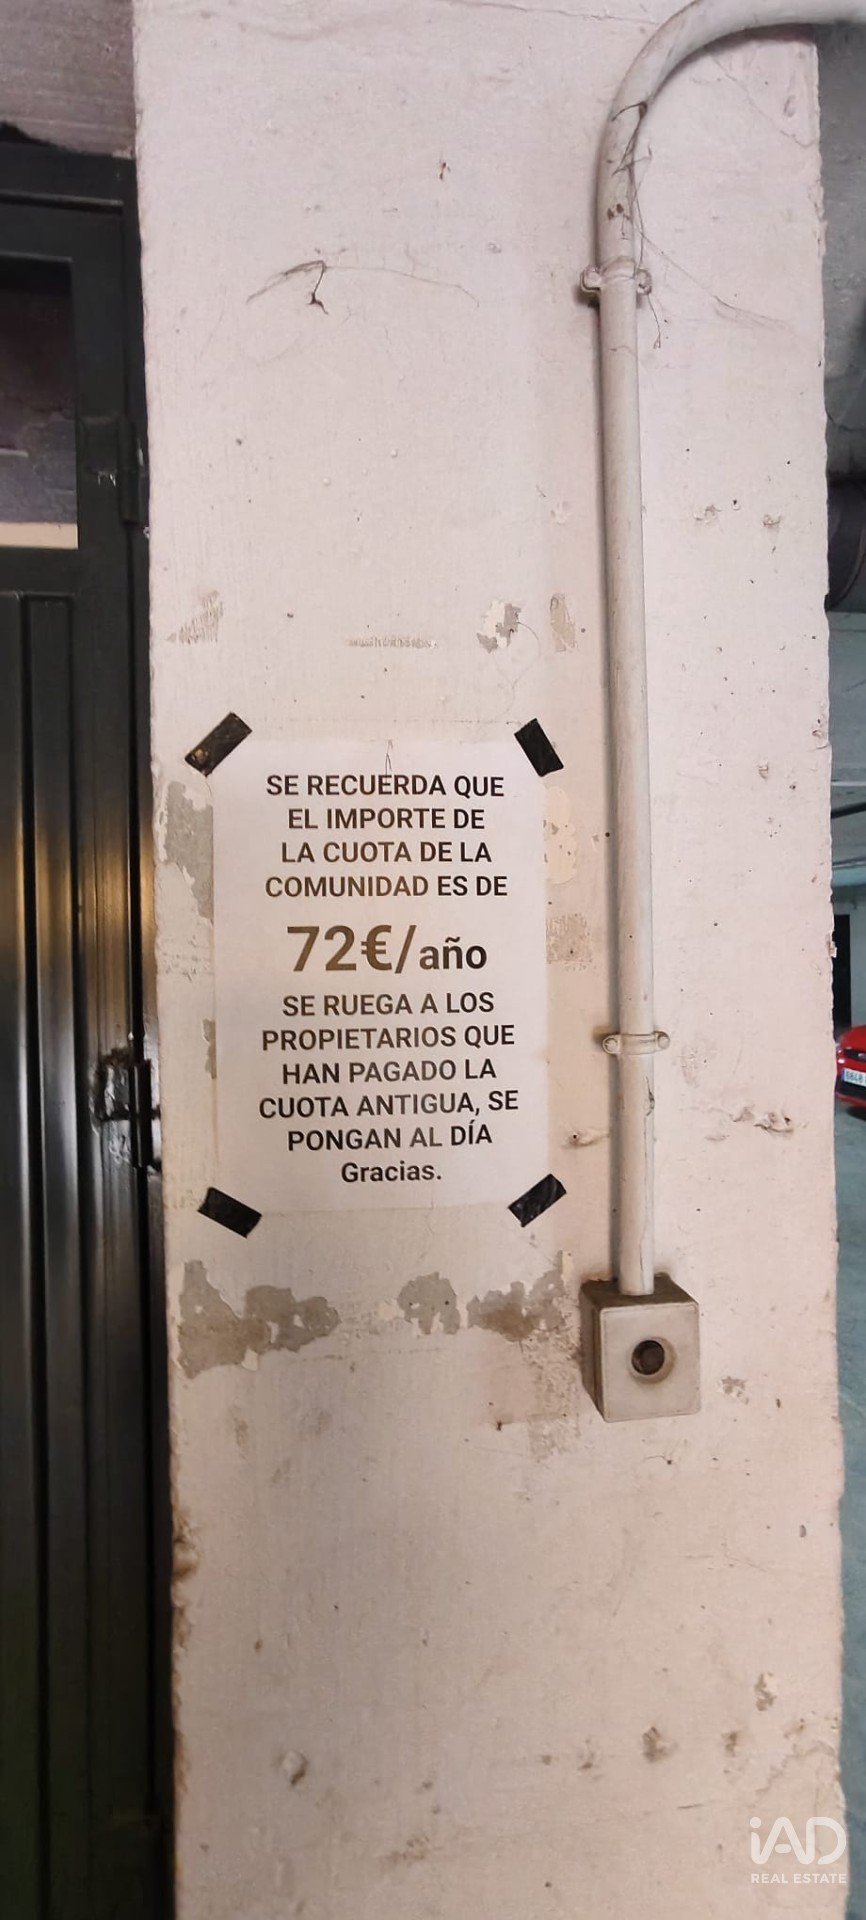 SE RECUERDA QUE
EL IMPORTE DE
LA CUOTA DE LA
COMUNIDAD ES DE
72€/año
SE RUEGA A LOS
PROPIETARIOS QUE
HAN PAGADO LA
CUOTA ANTIGUA, SE
PONGAN AL DÍA
Gracias.
iAD
REAL ESTATE